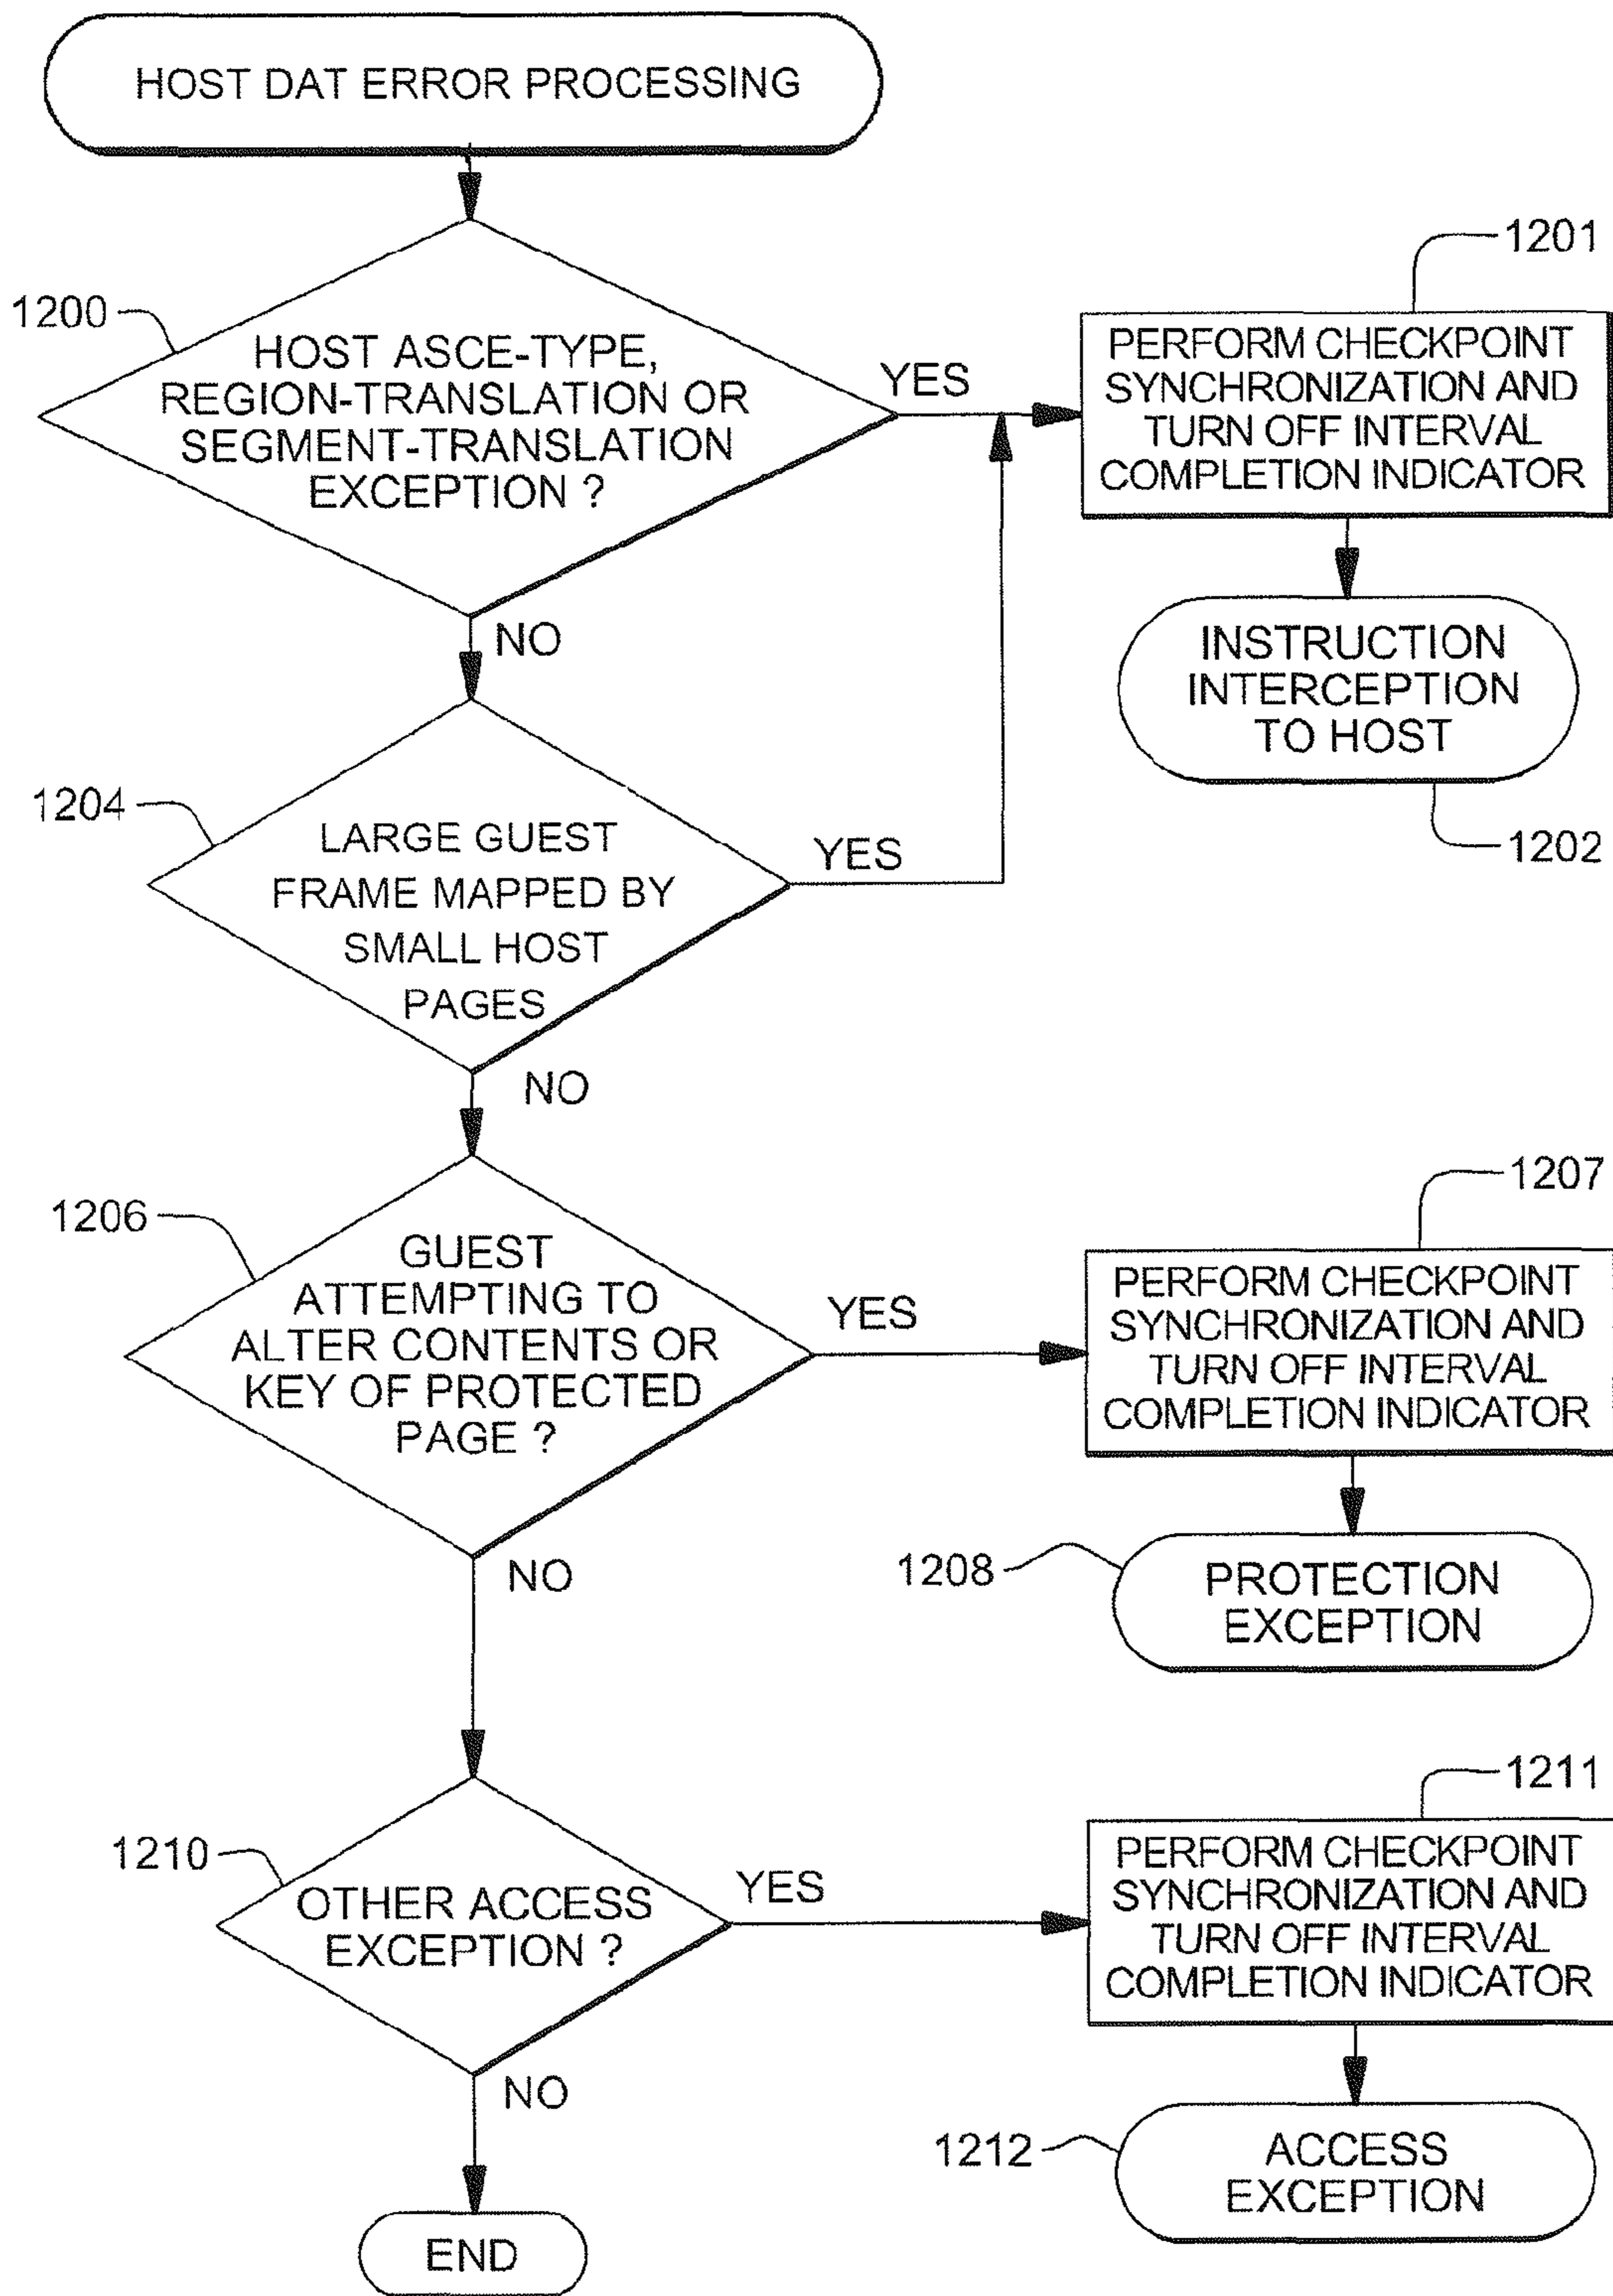 HOST DAT ERROR PROCESSING
1200
HOST ASCE-TYPE,
REGION-TRANSLATION OR
SEGMENT-TRANSLATION
EXCEPTION ?
YES
1201
PERFORM CHECKPOINT
SYNCHRONIZATION AND
TURN OFF INTERVAL
COMPLETION INDICATOR
NO
INSTRUCTION
INTERCEPTION
TO HOST
1202
1204
LARGE GUEST
FRAME MAPPED BY
SMALL HOST
PAGES
YES
NO
1206
GUEST
ATTEMPTING TO
ALTER CONTENTS OR
KEY OF PROTECTED
PAGE ?
YES
1207
PERFORM CHECKPOINT
SYNCHRONIZATION AND
TURN OFF INTERVAL
COMPLETION INDICATOR
NO
1208
PROTECTION
EXCEPTION
1210
OTHER ACCESS
EXCEPTION ?
YES
1211
PERFORM CHECKPOINT
SYNCHRONIZATION AND
TURN OFF INTERVAL
COMPLETION INDICATOR
NO
1212
ACCESS
EXCEPTION
END